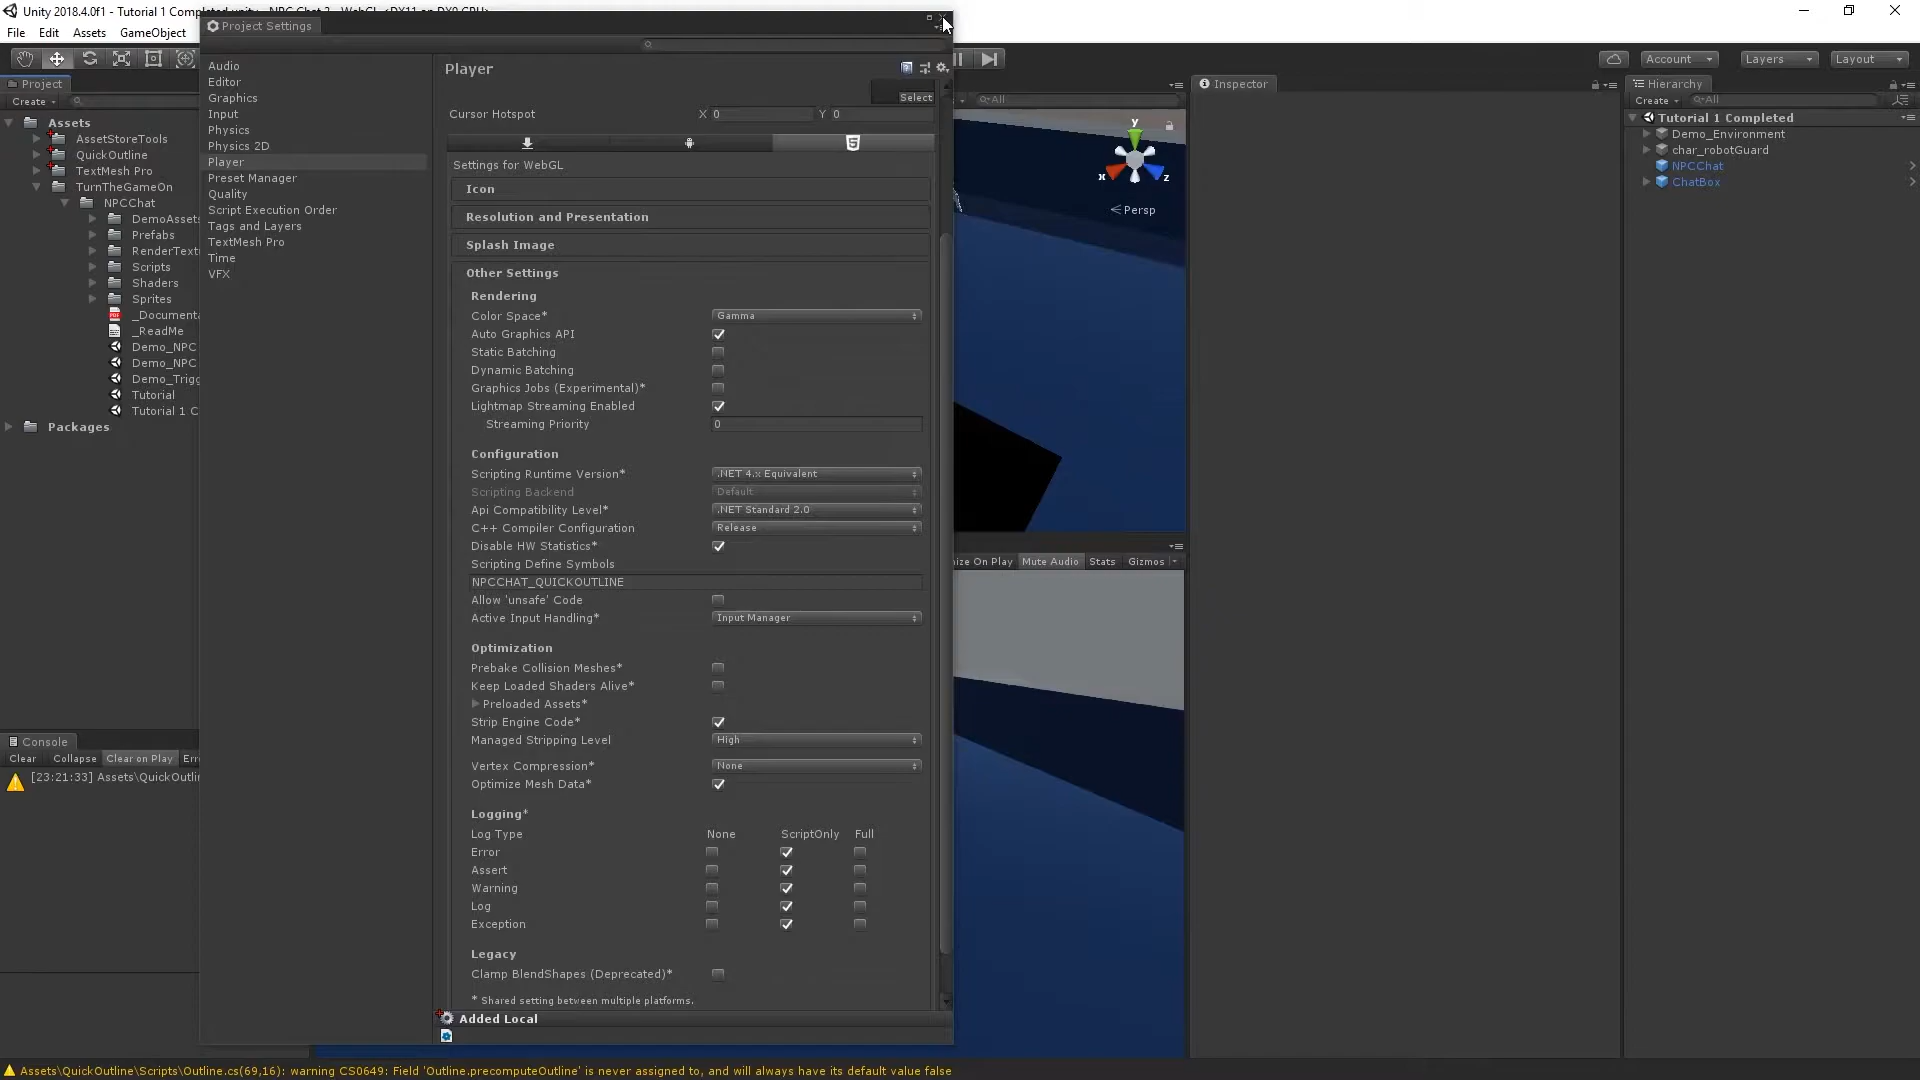 Unity 2018.4.0f1 - Tutorial 1 Completed
File Edit Assets GameObject
Project Settings
Account
Layers
Layout
Project
Create
Assets
AssetStoreTools
QuickOutline
TextMesh Pro
TurnTheGameOn
NPCChat
DemoAssets
Prefabs
RenderText
Scripts
Shaders
Sprites
_Documenta
_ReadMe
Demo_NPC
Demo_NPC
Demo_Trigg
Tutorial
Tutorial 1 C
Packages
Console
Clear Collapse Clear on Play Err
[23:21:33] Assets\QuickOutlin
Audio
Editor
Graphics
Input
Physics
Physics 2D
Player
Preset Manager
Quality
Script Execution Order
Tags and Layers
TextMesh Pro
Time
VFX
Player
Select
Cursor Hotspot X 0 Y 0
Settings for WebGL
Icon
Resolution and Presentation
Splash Image
Other Settings
Rendering
Color Space* Gamma
Auto Graphics API
Static Batching
Dynamic Batching
Graphics Jobs (Experimental)*
Lightmap Streaming Enabled
Streaming Priority 0
Configuration
Scripting Runtime Version* .NET 4.x Equivalent
Scripting Backend Default
Api Compatibility Level* .NET Standard 2.0
C++ Compiler Configuration Release
Disable HW Statistics*
Scripting Define Symbols
NPCCHAT_QUICKOUTLINE
Allow 'unsafe' Code
Active Input Handling* Input Manager
Optimization
Prebake Collision Meshes*
Keep Loaded Shaders Alive*
Preloaded Assets*
Strip Engine Code*
Managed Stripping Level High
Vertex Compression* None
Optimize Mesh Data*
Logging*
Log Type None ScriptOnly Full
Error
Assert
Warning
Log
Exception
Legacy
Clamp BlendShapes (Deprecated)*
* Shared setting between multiple platforms.
Added Local
All
y
x z
Persp
ize On Play Mute Audio Stats Gizmos
Inspector
Hierarchy
Create All
Tutorial 1 Completed
Demo_Environment
char_robotGuard
NPCChat
ChatBox
Assets\QuickOutline\Scripts\Outline.cs(69,16): warning CS0649: Field 'Outline.precomputeOutline' is never assigned to, and will always have its default value false